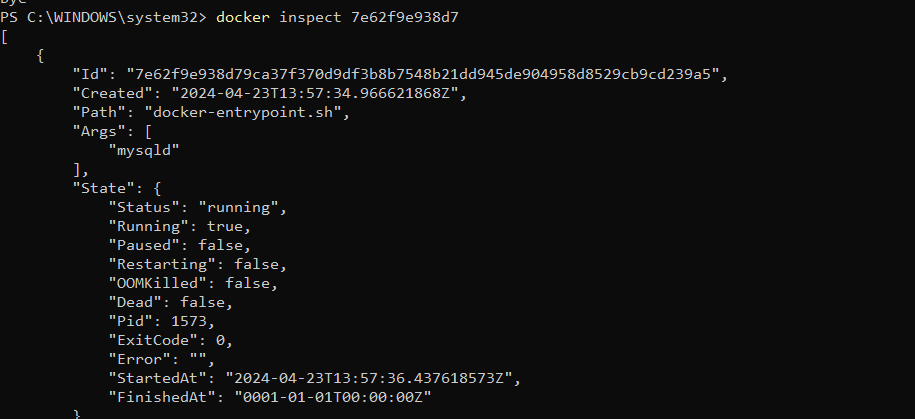 Bye
PS C:\WINDOWS\system32> docker inspect 7e62f9e938d7
[
    {
        "Id": "7e62f9e938d79ca37f370d9df3b8b7548b21dd945de904958d8529cb9cd239a5",
        "Created": "2024-04-23T13:57:34.966621868Z",
        "Path": "docker-entrypoint.sh",
        "Args": [
            "mysqld"
        ],
        "State": {
            "Status": "running",
            "Running": true,
            "Paused": false,
            "Restarting": false,
            "OOMKilled": false,
            "Dead": false,
            "Pid": 1573,
            "ExitCode": 0,
            "Error": "",
            "StartedAt": "2024-04-23T13:57:36.437618573Z",
            "FinishedAt": "0001-01-01T00:00:00Z"
        }